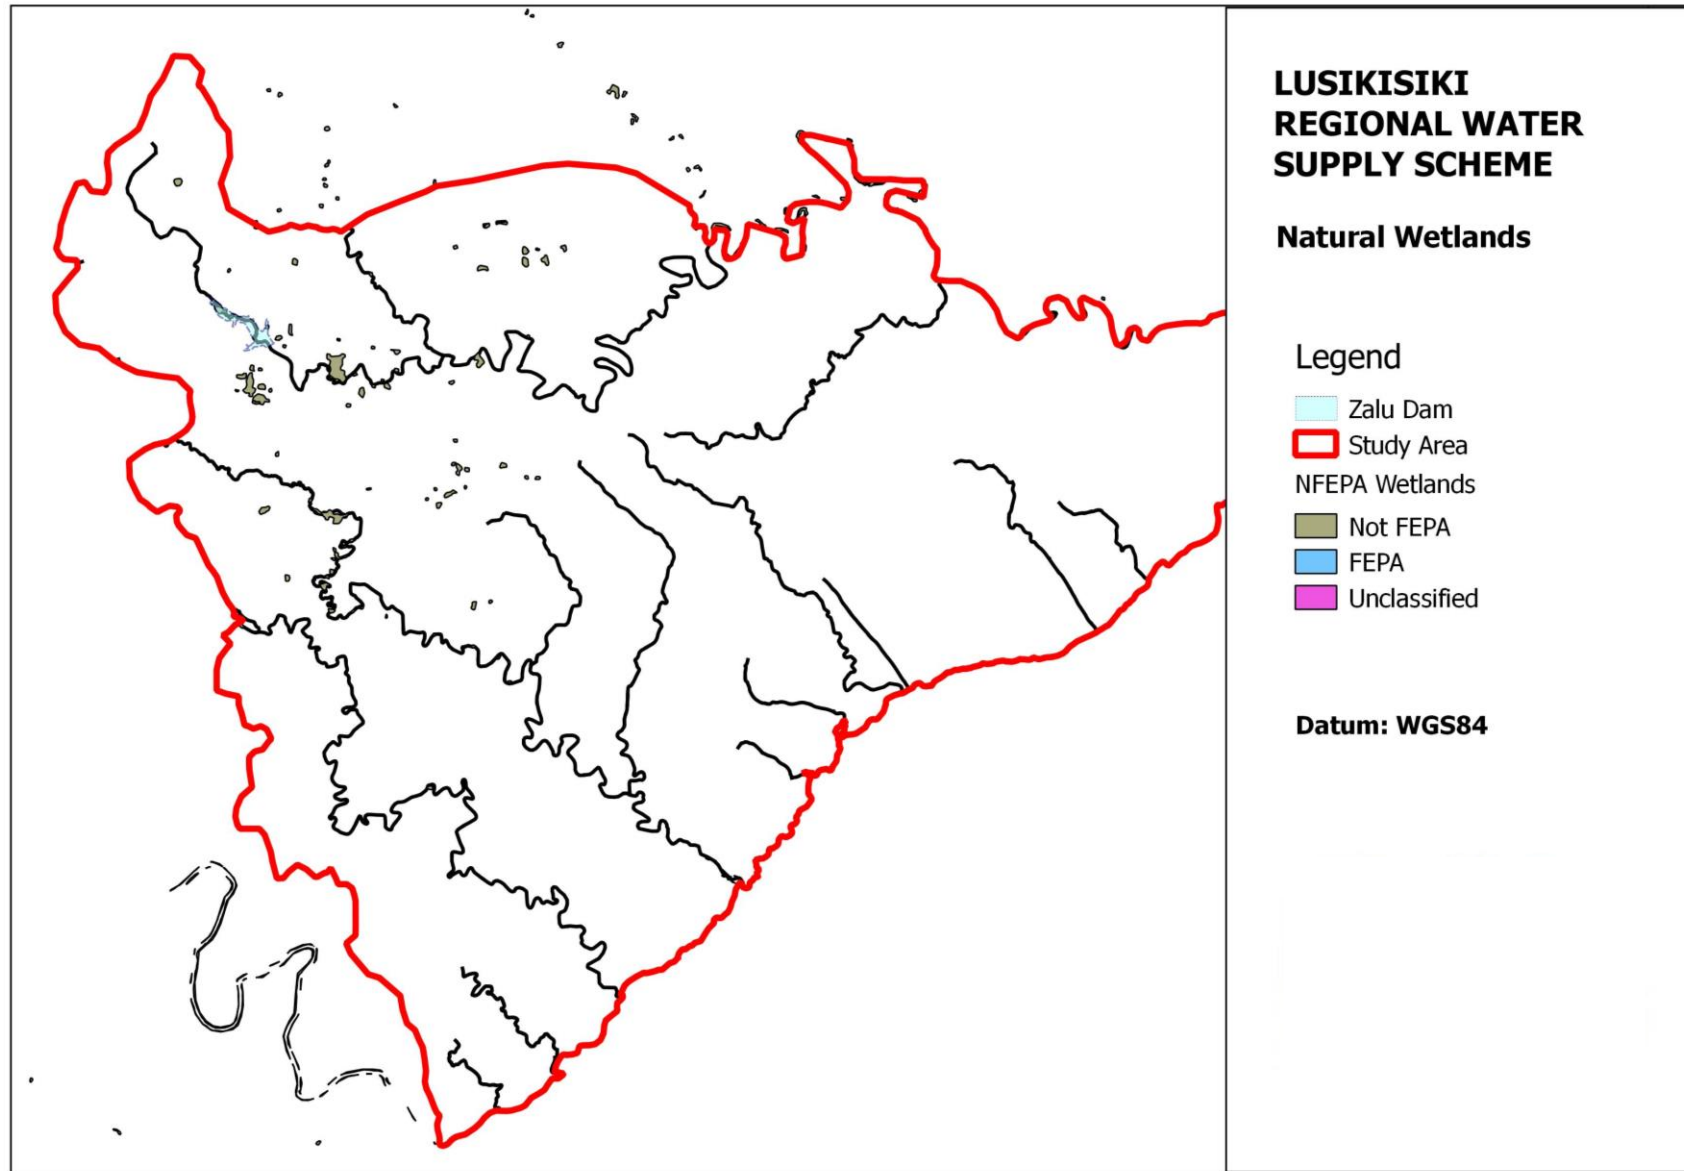 LUSIKISIKI
REGIONAL WATER
SUPPLY SCHEME
Natural Wetlands
Legend
Zalu Dam
Study Area
NFEPA Wetlands
Not FEPA
FEPA
Unclassified
Datum: WGS84